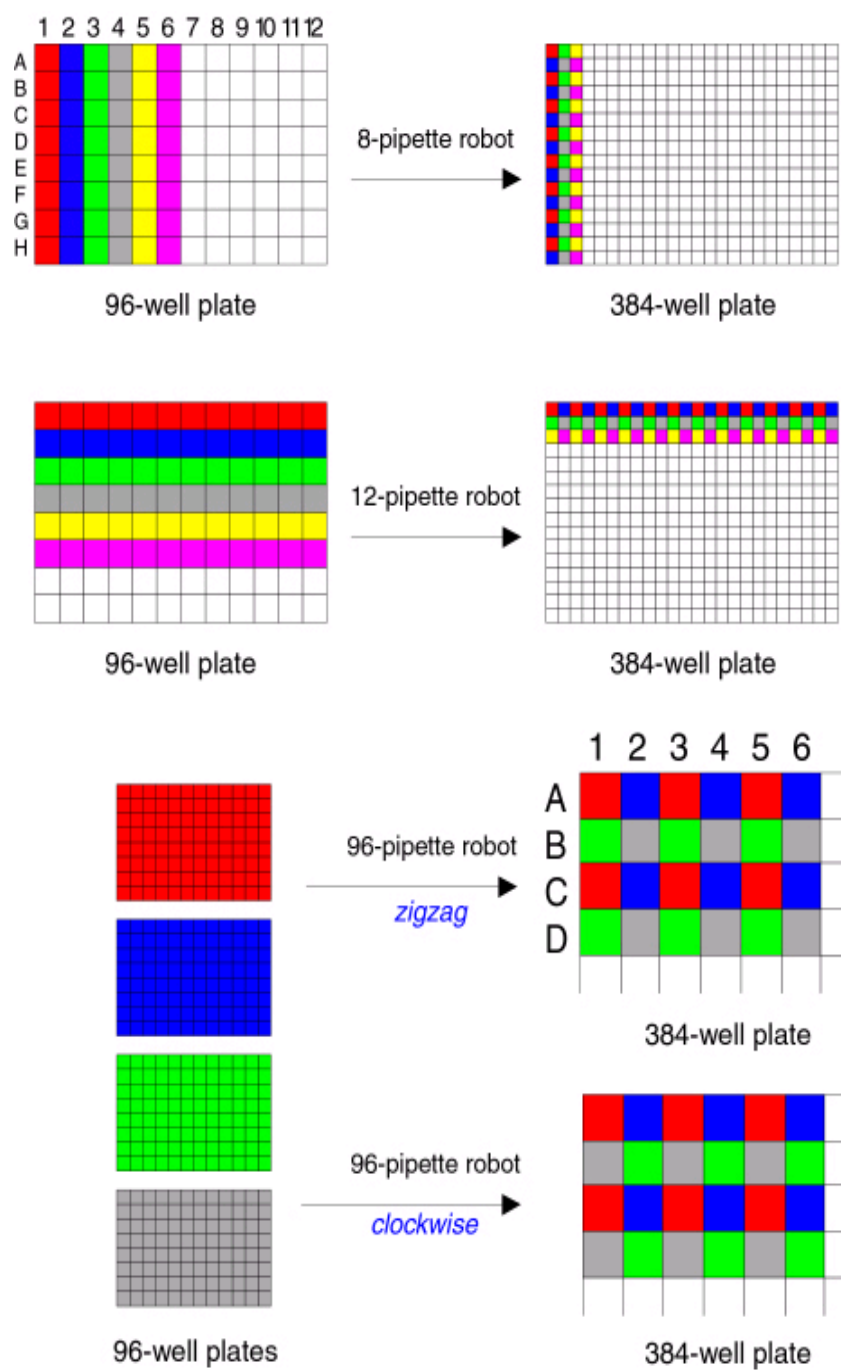 1 2 3 4 5 6 7 8 9 10 11 12
A
B
C
D
E
F
G
H
8-pipette robot
96-well plate
384-well plate
12-pipette robot
96-well plate
384-well plate
1 2 3 4 5 6
A
B
C
D
96-pipette robot
zigzag
384-well plate
96-pipette robot
clockwise
96-well plates
384-well plate